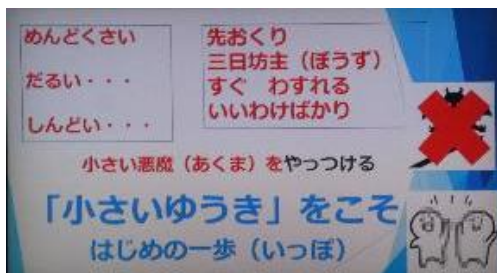 めんどくさい
だるい・・・
しんどい・・・
先おくり
三日坊主（ぼうず）
すぐ　わすれる
いいわけばかり
小さい悪魔（あくま）をやっつける
「小さいゆうき」をこそ
はじめの一歩（いっぽ）